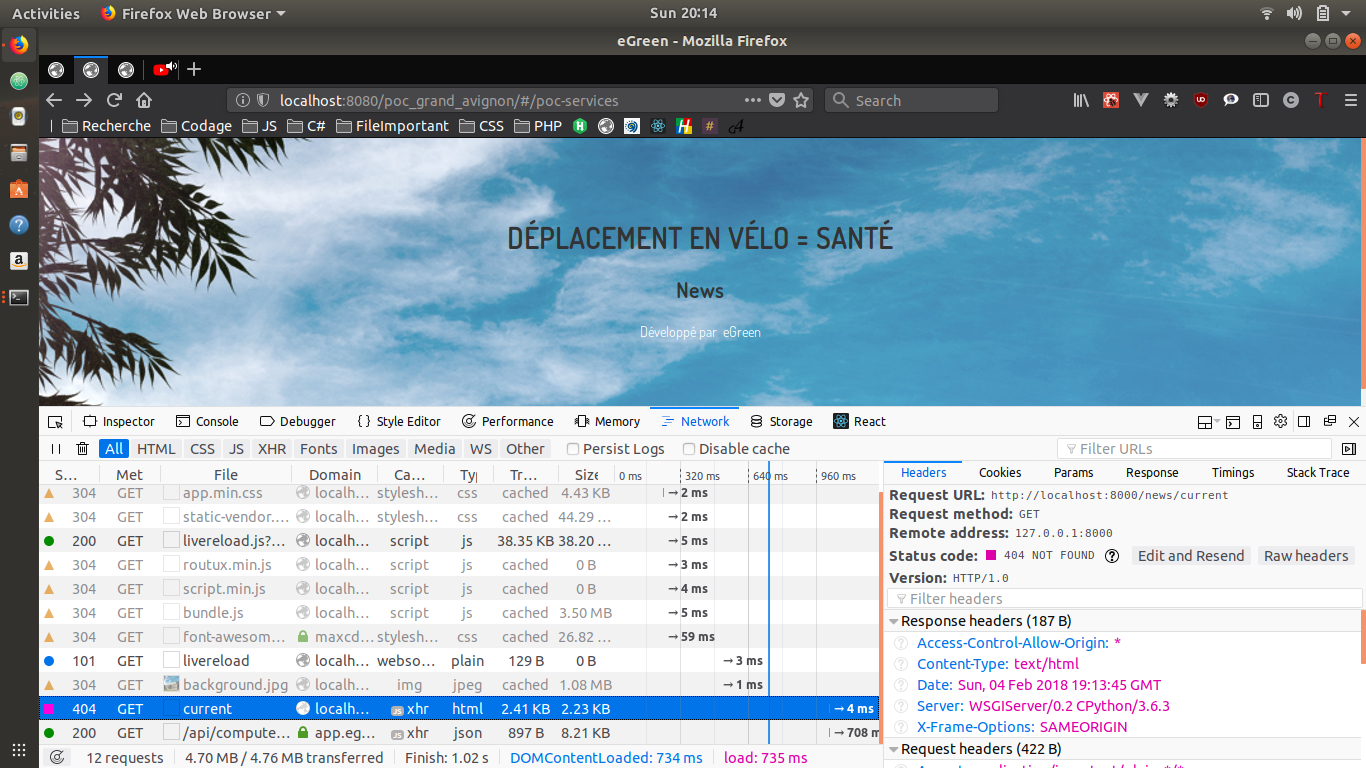 Activities Firefox Web Browser Sun 20:14
eGreen - Mozilla Firefox
localhost:8080/poc_grand_avignon/#/poc-services Search
Recherche Codage JS C# FileImportant CSS PHP
DÉPLACEMENT EN VÉLO = SANTÉ
News
Développé par eGreen
Inspector Console Debugger Style Editor Performance Memory Network Storage React
All HTML CSS JS XHR Fonts Images Media WS Other Persist Logs Disable cache Filter URLs
S... Met File Domain Ca... Typ Tr... Size 0 ms 320 ms 640 ms 960 ms
304 GET app.min.css localh... stylesh... css cached 4.43 KB → 2 ms
304 GET static-vendor.... localh... stylesh... css cached 44.29 ... → 2 ms
200 GET livereload.js?... localh... script js 38.35 KB 38.20 ... → 5 ms
304 GET routux.min.js localh... script js cached 0 B → 3 ms
304 GET script.min.js localh... script js cached 0 B → 4 ms
304 GET bundle.js localh... script js cached 3.50 MB → 5 ms
304 GET font-awesom... maxcd... stylesh... css cached 26.82 ... → 59 ms
101 GET livereload localh... webso... plain 129 B 0 B → 3 ms
304 GET background.jpg localh... img jpeg cached 1.08 MB → 1 ms
404 GET current localh... JS xhr html 2.41 KB 2.23 KB → 4 ms
200 GET /api/compute... app.eg... JS xhr json 897 B 8.21 KB → 708 m
12 requests 4.70 MB / 4.76 MB transferred Finish: 1.02 s DOMContentLoaded: 734 ms load: 735 ms
Headers Cookies Params Response Timings Stack Trace
Request URL: http://localhost:8000/news/current
Request method: GET
Remote address: 127.0.0.1:8000
Status code: 404 NOT FOUND Edit and Resend Raw headers
Version: HTTP/1.0
Filter headers
Response headers (187 B)
Access-Control-Allow-Origin: *
Content-Type: text/html
Date: Sun, 04 Feb 2018 19:13:45 GMT
Server: WSGIServer/0.2 CPython/3.6.3
X-Frame-Options: SAMEORIGIN
Request headers (422 B)